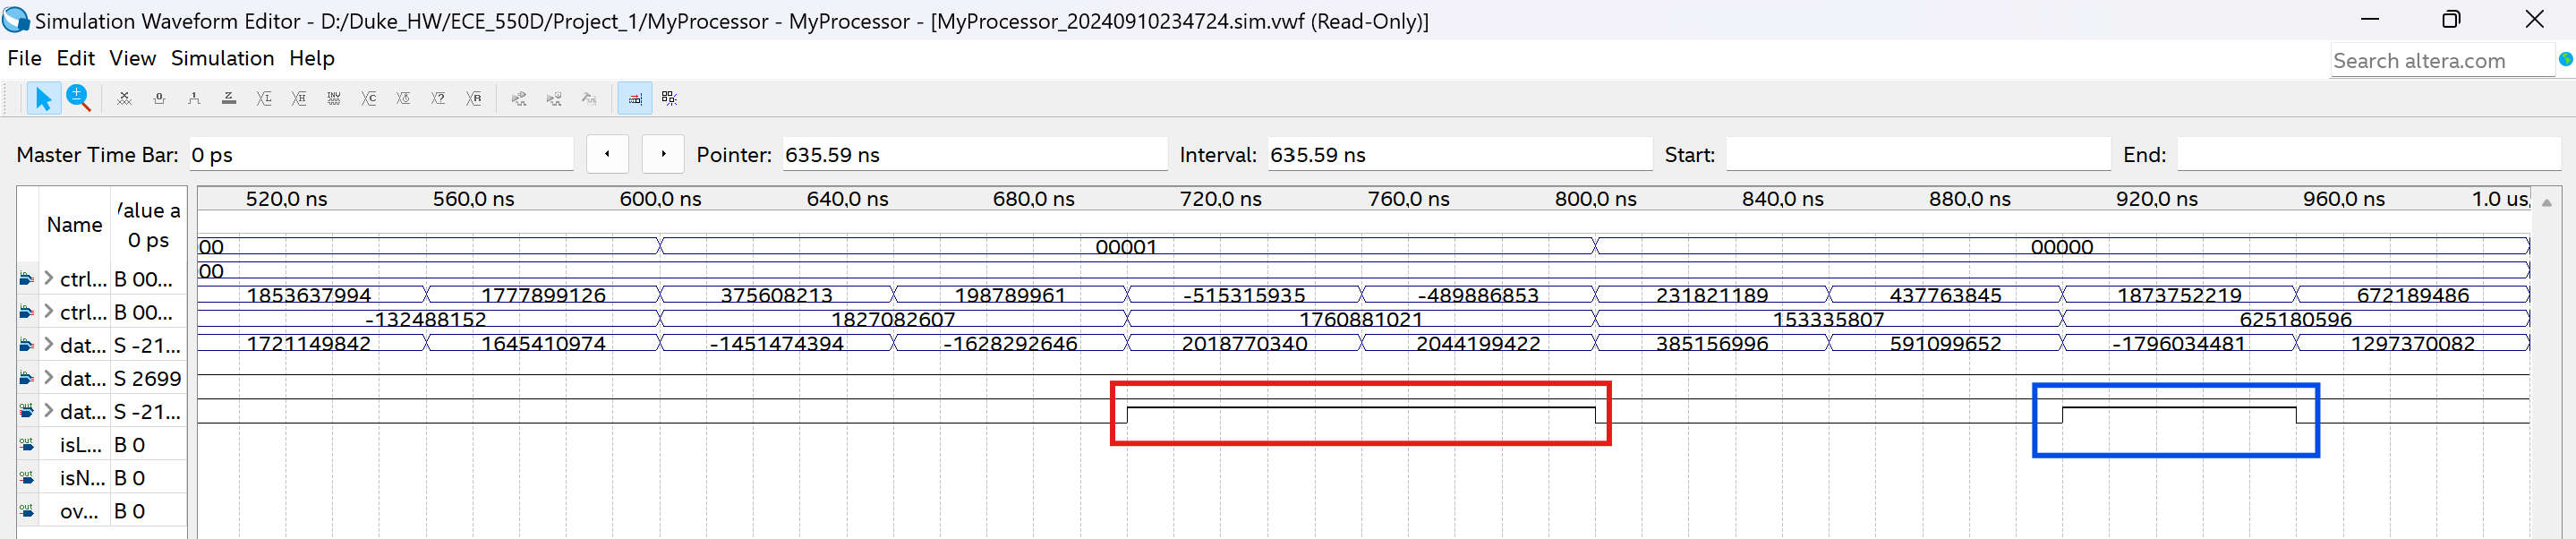 Simulation Waveform Editor - D:/Duke_HW/ECE_550D/Project_1/MyProcessor - MyProcessor - [MyProcessor_20240910234724.sim.vwf (Read-Only)]
File Edit View Simulation Help
Search altera.com
Master Time Bar: 0 ps Pointer: 635.59 ns Interval: 635.59 ns Start: End:
Name
Value a
0 ps
520,0 ns 560,0 ns 600,0 ns 640,0 ns 680,0 ns 720,0 ns 760,0 ns 800,0 ns 840,0 ns 880,0 ns 920,0 ns 960,0 ns 1.0 us
00 00001 00000
00
1853637994 1777899126 375608213 198789961 -515315935 -489886853 231821189 437763845 1873752219 672189486
-132488152 1827082607 1760881021 153335807 625180596
1721149842 1645410974 -1451474394 -1628292646 2018770340 2044199422 385156996 591099652 -1796034481 1297370082
ctrl... B 00...
ctrl... B 00...
dat... S -21...
dat... S 2699
dat... S -21...
isL... B 0
isN... B 0
ov... B 0